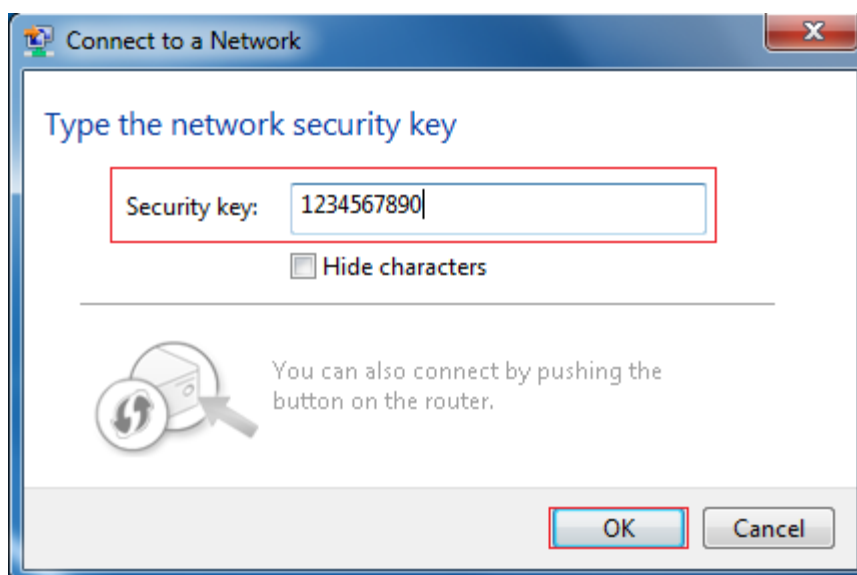 Connect to a Network
Type the network security key
Security key: 1234567890
Hide characters
You can also connect by pushing the
button on the router.
OK Cancel